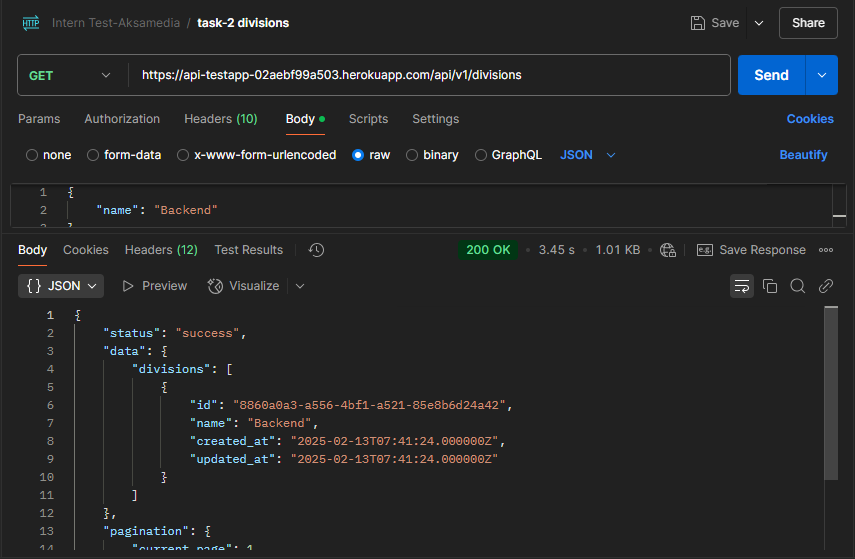 HTTP Intern Test-Aksamedia / task-2 divisions Save Share
GET https://api-testapp-02aebf99a503.herokuapp.com/api/v1/divisions Send
Params Authorization Headers (10) Body Scripts Settings Cookies
none form-data x-www-form-urlencoded raw binary GraphQL JSON Beautify
1 {
2 "name": "Backend"
Body Cookies Headers (12) Test Results 200 OK 3.45 s 1.01 KB e.g. Save Response
{} JSON Preview Visualize
1 {
2 "status": "success",
3 "data": {
4 "divisions": [
5 {
6 "id": "8860a0a3-a556-4bf1-a521-85e8b6d24a42",
7 "name": "Backend",
8 "created_at": "2025-02-13T07:41:24.000000Z",
9 "updated_at": "2025-02-13T07:41:24.000000Z"
10 }
11 ]
12 },
13 "pagination": {
14 "current_page": 1,